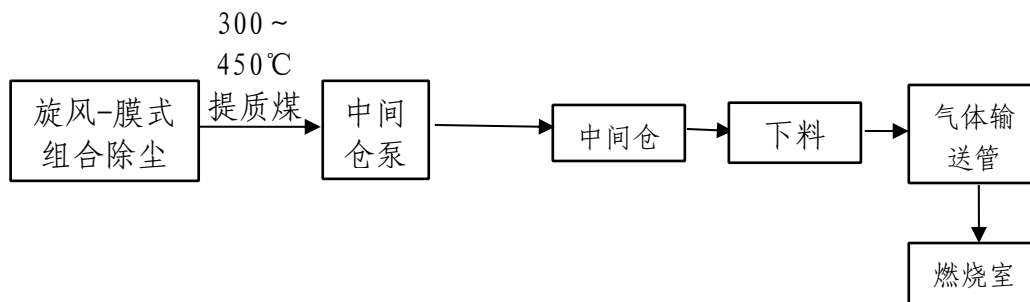 300～
450℃
提质煤
旋风-膜式
组合除尘
中间
仓泵
中间仓
下料
气体输
送管
燃烧室